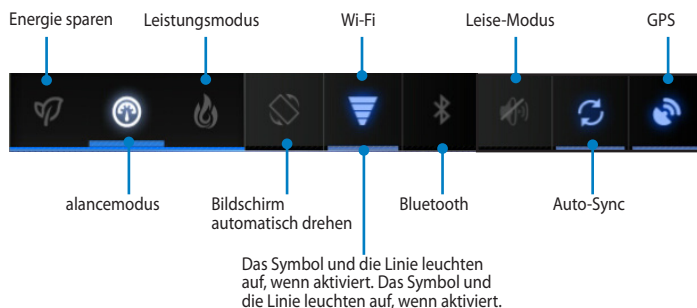 Energie sparen
Leistungsmodus
Wi-Fi
Leise-Modus
GPS
alancemodus
Bildschirm
automatisch drehen
Bluetooth
Auto-Sync
Das Symbol und die Linie leuchten
auf, wenn aktiviert. Das Symbol und
die Linie leuchten auf, wenn aktiviert.